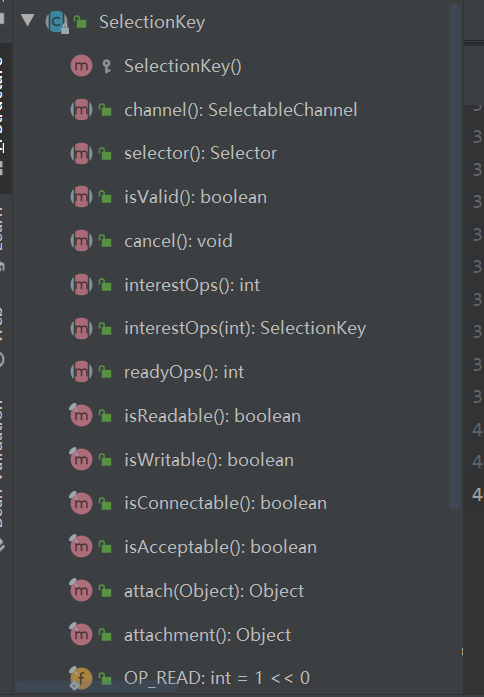 SelectionKey
SelectionKey()
channel(): SelectableChannel
selector(): Selector
isValid(): boolean
cancel(): void
interestOps(): int
interestOps(int): SelectionKey
readyOps(): int
isReadable(): boolean
isWritable(): boolean
isConnectable(): boolean
isAcceptable(): boolean
attach(Object): Object
attachment(): Object
OP_READ: int = 1 << 0